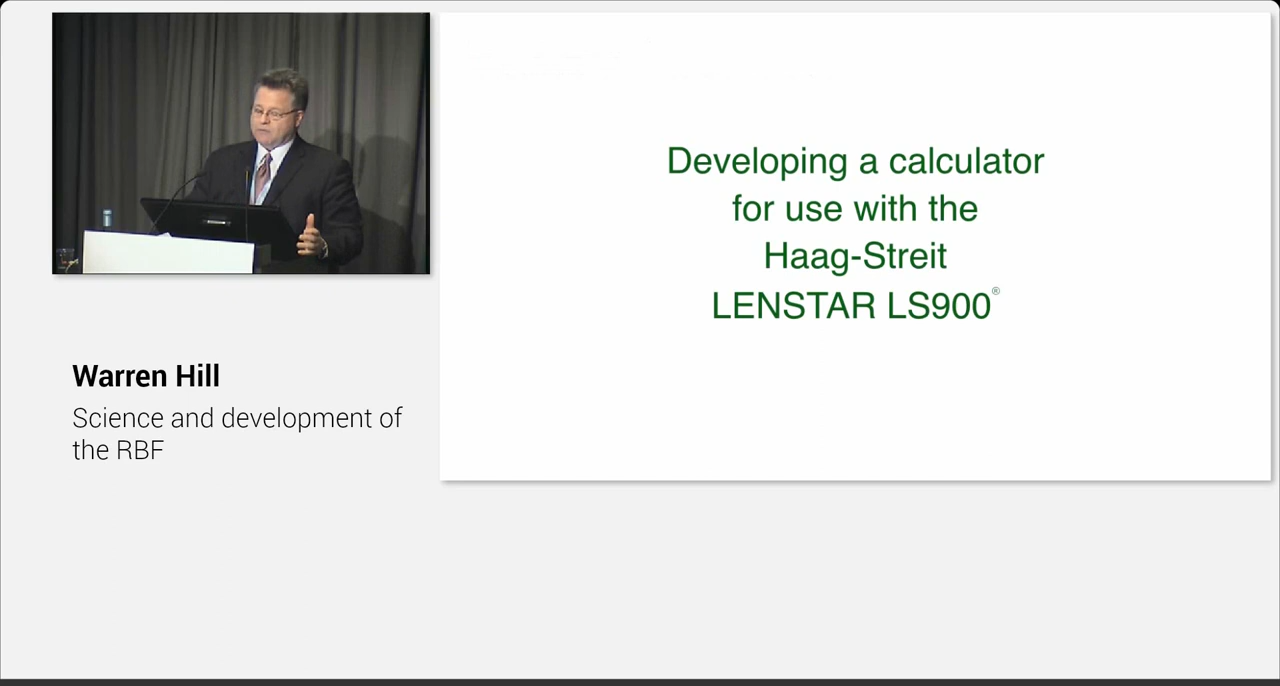 Developing a calculator
for use with the
Haag-Streit
LENSTAR LS900®
Warren Hill
Science and development of
the RBF